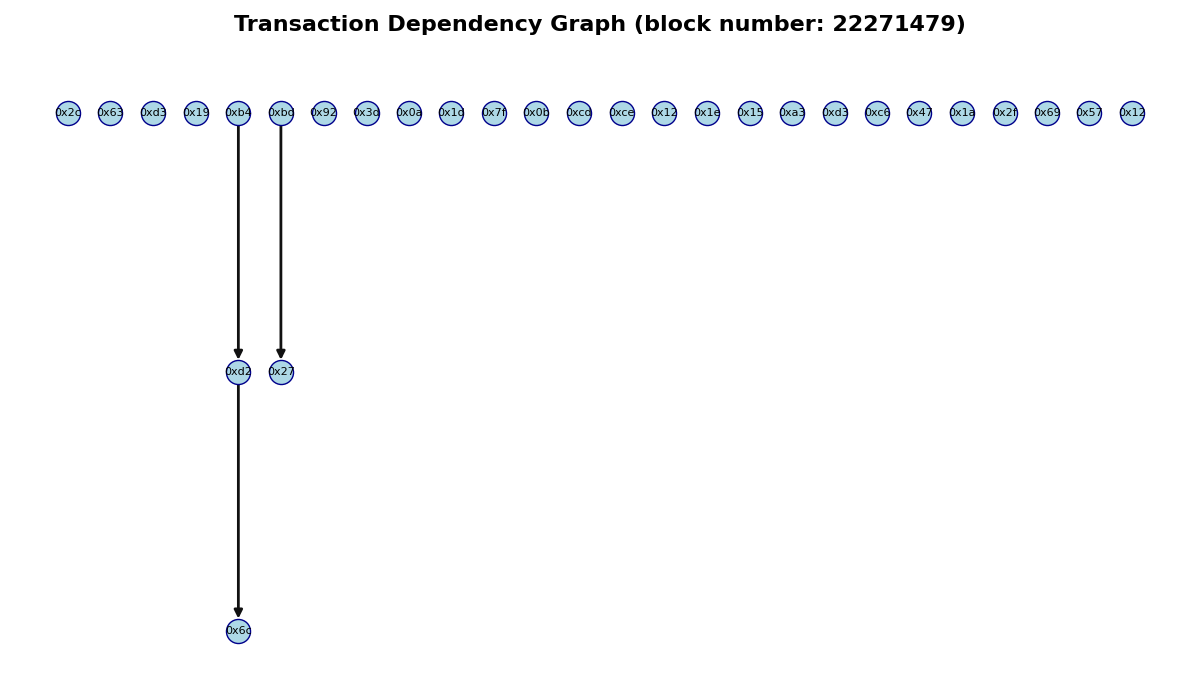 Transaction Dependency Graph (block number: 22271479)
0x2c 0x63 0xd3 0x19 0xb4 0xbd 0x92 0x3d 0x0a 0x1d 0x7f 0x0b 0xcd 0xce 0x12 0x1e 0x15 0xa3 0xd3 0xc6 0x47 0x1a 0x2f 0x69 0x57 0x12
0xd2 0x27
0x6c